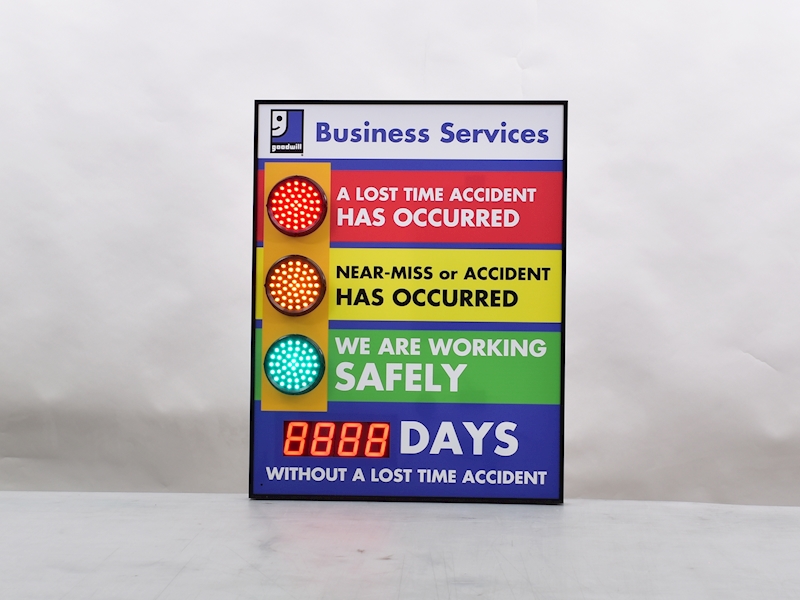 goodwill
Business Services
A LOST TIME ACCIDENT
HAS OCCURRED
NEAR-MISS or ACCIDENT
HAS OCCURRED
WE ARE WORKING
SAFELY
8888 DAYS
WITHOUT A LOST TIME ACCIDENT